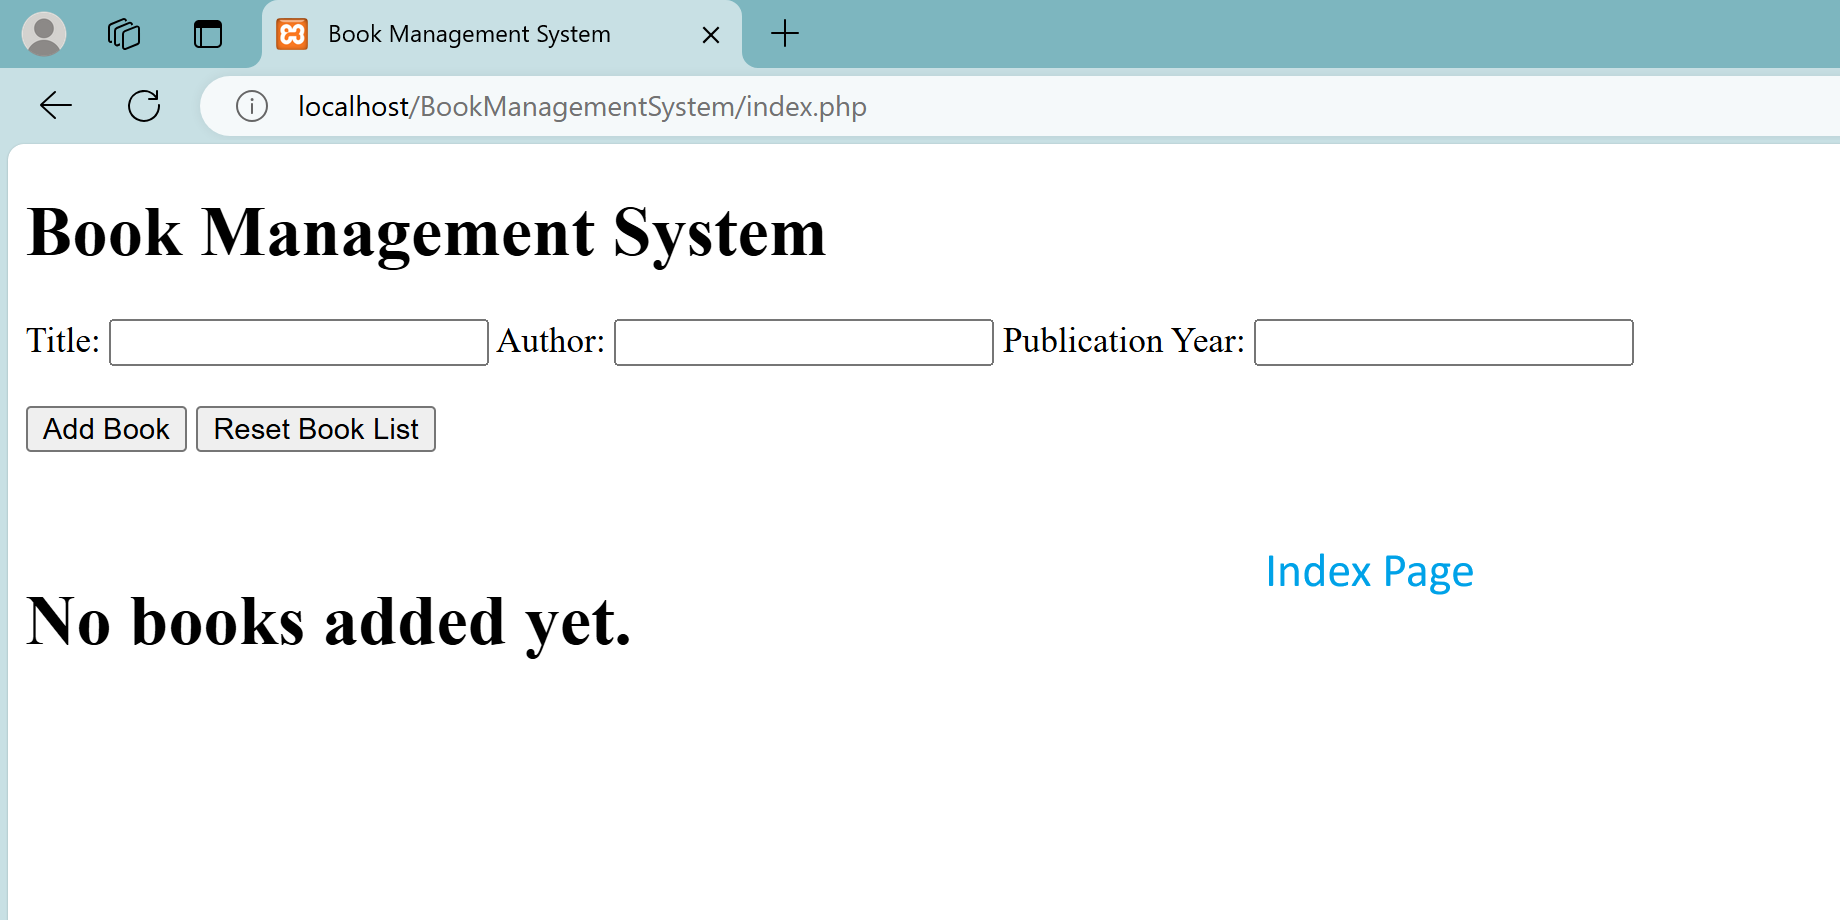 Book Management System
localhost/BookManagementSystem/index.php
Book Management System
Title: Author: Publication Year:
Add Book Reset Book List
Index Page
No books added yet.